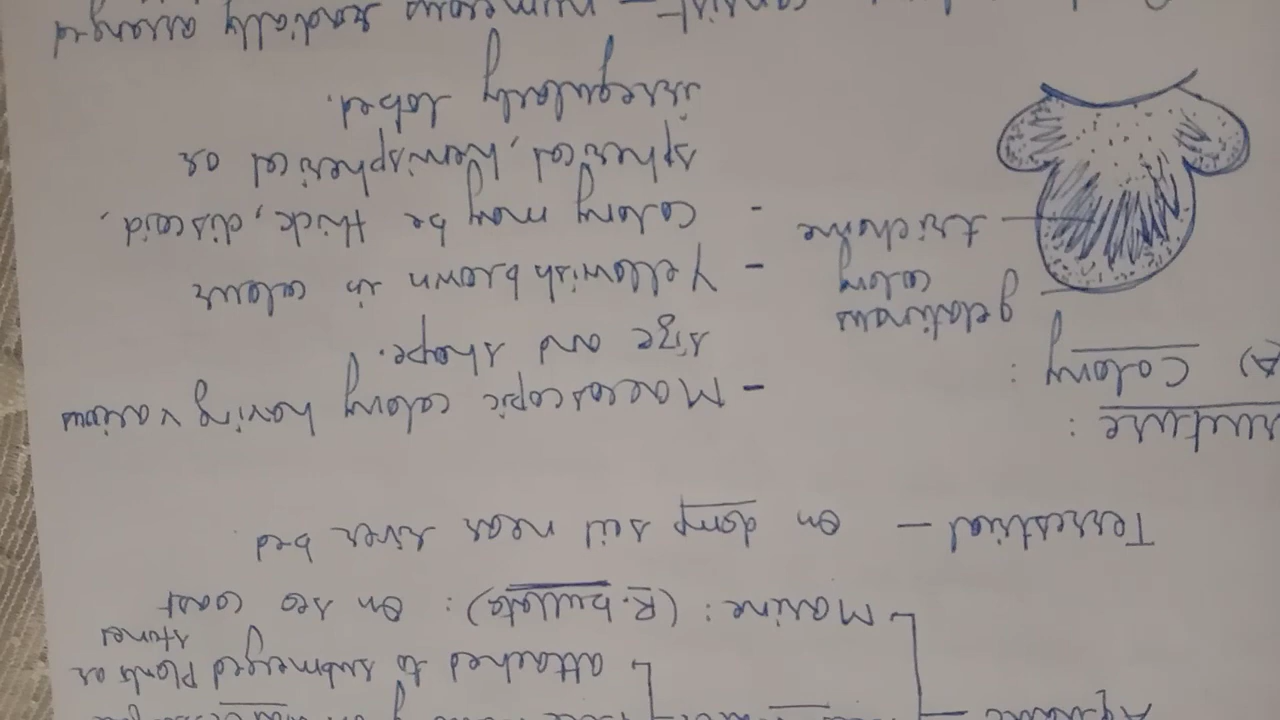 Aquatic
attached to submerged Plants or
stones
Marine : (R. bullata) : on sea coast
Terrestrial - on damp soil near river bed
ructure :
A) Colony :
- Macroscopic colony having various
size and shape.
- Yellowish brown in colour
- colony may be thick, discoid,
spherical, hemispherical or
irregularly lobed.
gelatinous
colony
trichome
consist numerous radially arranged